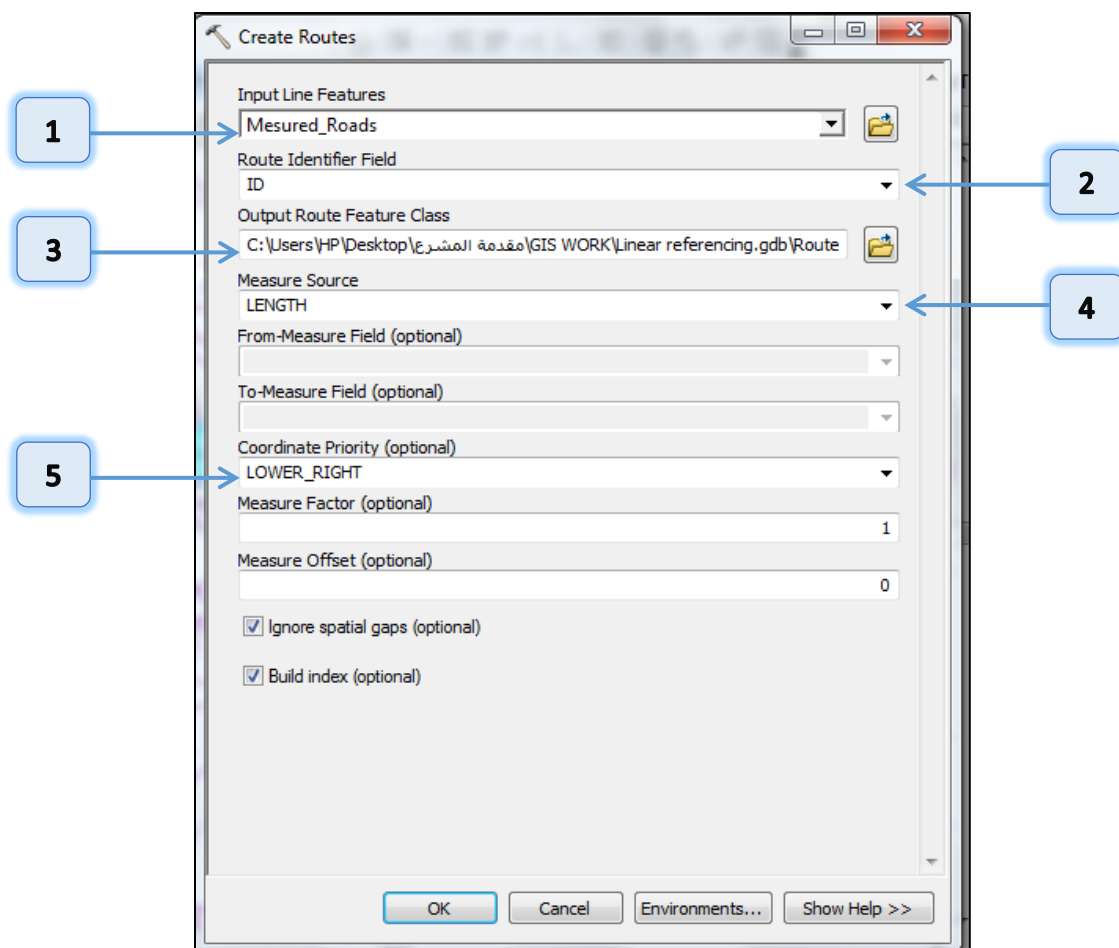 Create Routes
Input Line Features
1
Mesured_Roads
Route Identifier Field
ID
2
Output Route Feature Class
3
C:\Users\HP\Desktop\مقدمة المشرع\GIS WORK\Linear referencing.gdb\Route
Measure Source
LENGTH
4
From-Measure Field (optional)
To-Measure Field (optional)
Coordinate Priority (optional)
5
LOWER_RIGHT
Measure Factor (optional)
1
Measure Offset (optional)
0
Ignore spatial gaps (optional)
Build index (optional)
OK
Cancel
Environments...
Show Help >>